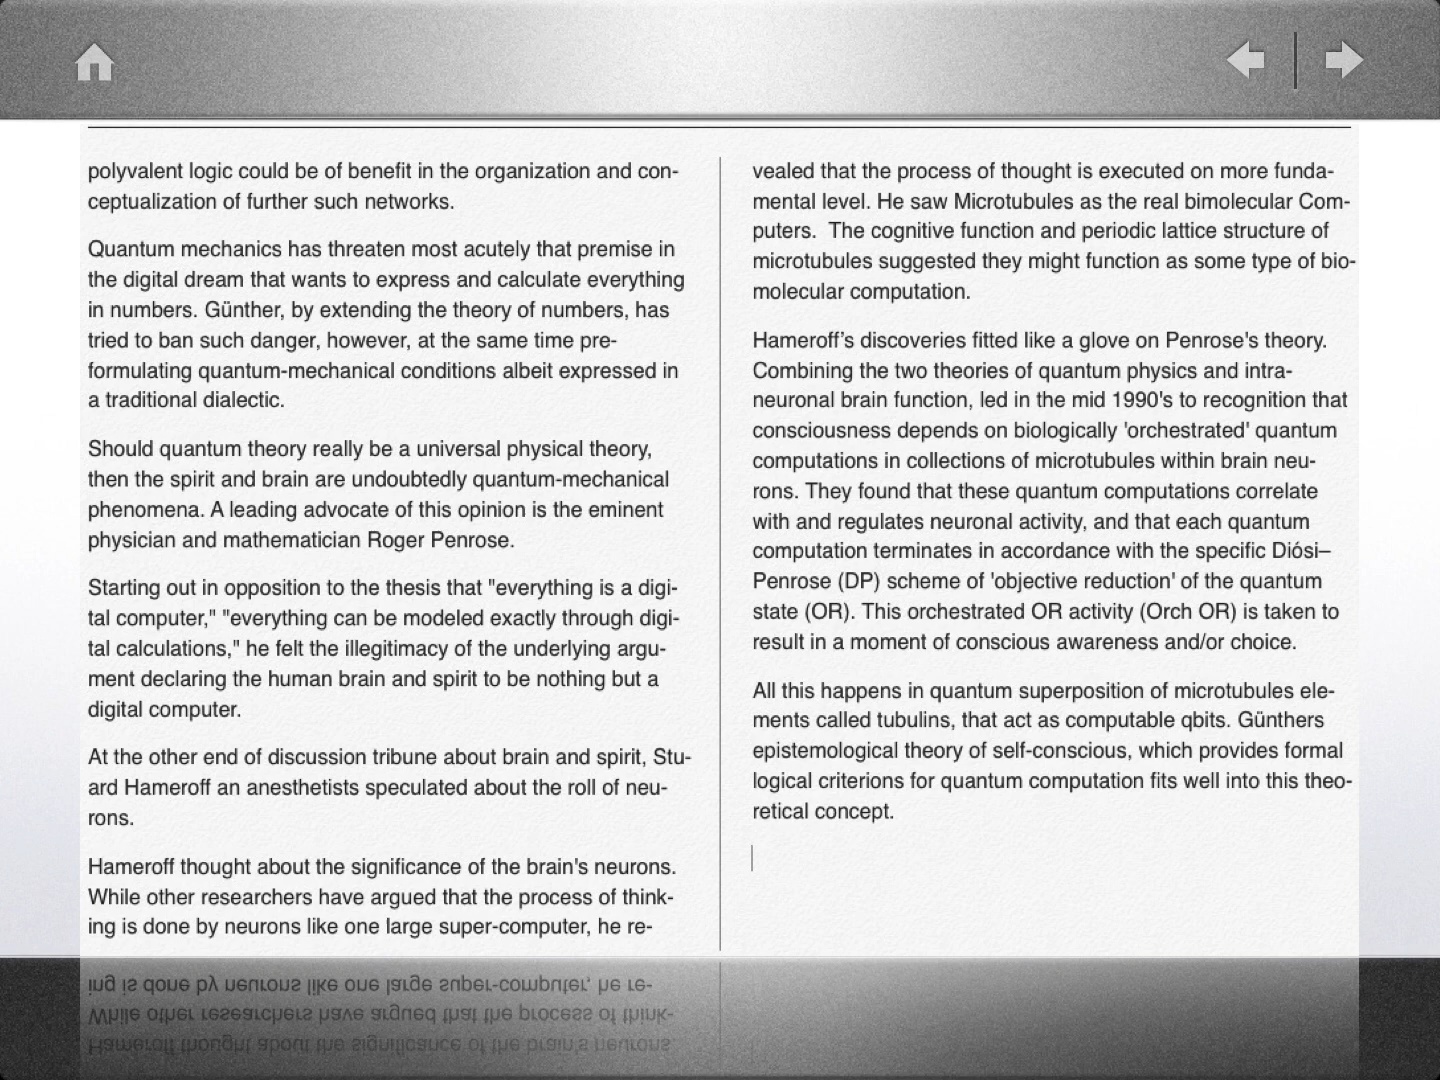 polyvalent logic could be of benefit in the organization and con-
ceptualization of further such networks.
Quantum mechanics has threaten most acutely that premise in
the digital dream that wants to express and calculate everything
in numbers. Günther, by extending the theory of numbers, has
tried to ban such danger, however, at the same time pre-
formulating quantum-mechanical conditions albeit expressed in
a traditional dialectic.
Should quantum theory really be a universal physical theory,
then the spirit and brain are undoubtedly quantum-mechanical
phenomena. A leading advocate of this opinion is the eminent
physician and mathematician Roger Penrose.
Starting out in opposition to the thesis that "everything is a digi-
tal computer," "everything can be modeled exactly through digi-
tal calculations," he felt the illegitimacy of the underlying argu-
ment declaring the human brain and spirit to be nothing but a
digital computer.
At the other end of discussion tribune about brain and spirit, Stu-
ard Hameroff an anesthetists speculated about the roll of neu-
rons.
Hameroff thought about the significance of the brain's neurons.
While other researchers have argued that the process of think-
ing is done by neurons like one large super-computer, he re-
vealed that the process of thought is executed on more funda-
mental level. He saw Microtubules as the real bimolecular Com-
puters.  The cognitive function and periodic lattice structure of
microtubules suggested they might function as some type of bio-
molecular computation.
Hameroff’s discoveries fitted like a glove on Penrose's theory.
Combining the two theories of quantum physics and intra-
neuronal brain function, led in the mid 1990's to recognition that
consciousness depends on biologically 'orchestrated' quantum
computations in collections of microtubules within brain neu-
rons. They found that these quantum computations correlate
with and regulates neuronal activity, and that each quantum
computation terminates in accordance with the specific Diósi–
Penrose (DP) scheme of 'objective reduction' of the quantum
state (OR). This orchestrated OR activity (Orch OR) is taken to
result in a moment of conscious awareness and/or choice.
All this happens in quantum superposition of microtubules ele-
ments called tubulins, that act as computable qbits. Günthers
epistemological theory of self-conscious, which provides formal
logical criterions for quantum computation fits well into this theo-
retical concept.